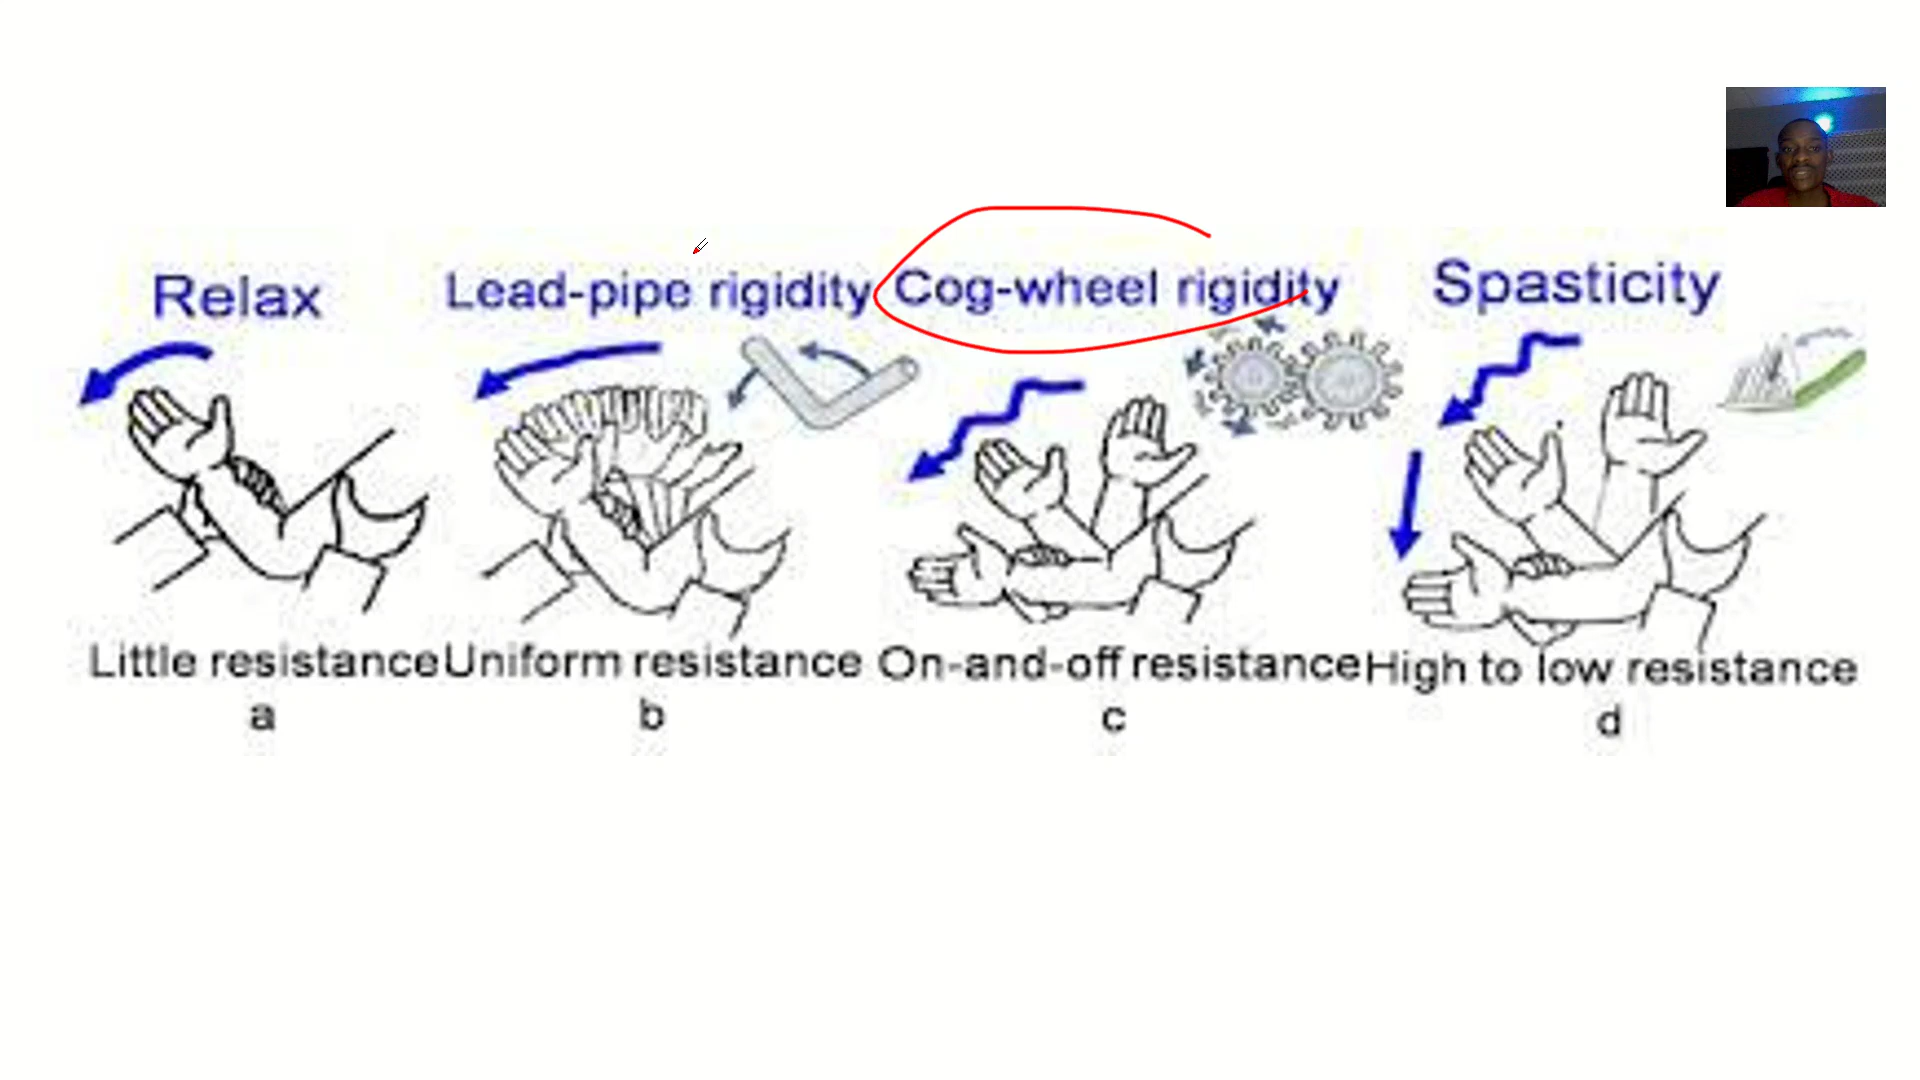 Relax
Lead-pipe rigidity
Cog-wheel rigidity
Spasticity
Little resistance
Uniform resistance
On-and-off resistance
High to low resistance
a
b
c
d